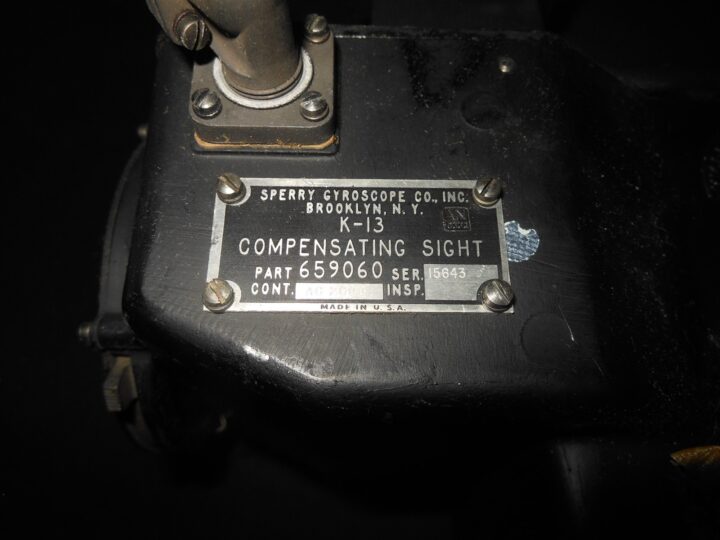 SPERRY GYROSCOPE CO., INC.
BROOKLYN, N. Y.
K-13
COMPENSATING SIGHT
PART 659060 SER. 15643
CONT. INSP.
MADE IN U.S.A.